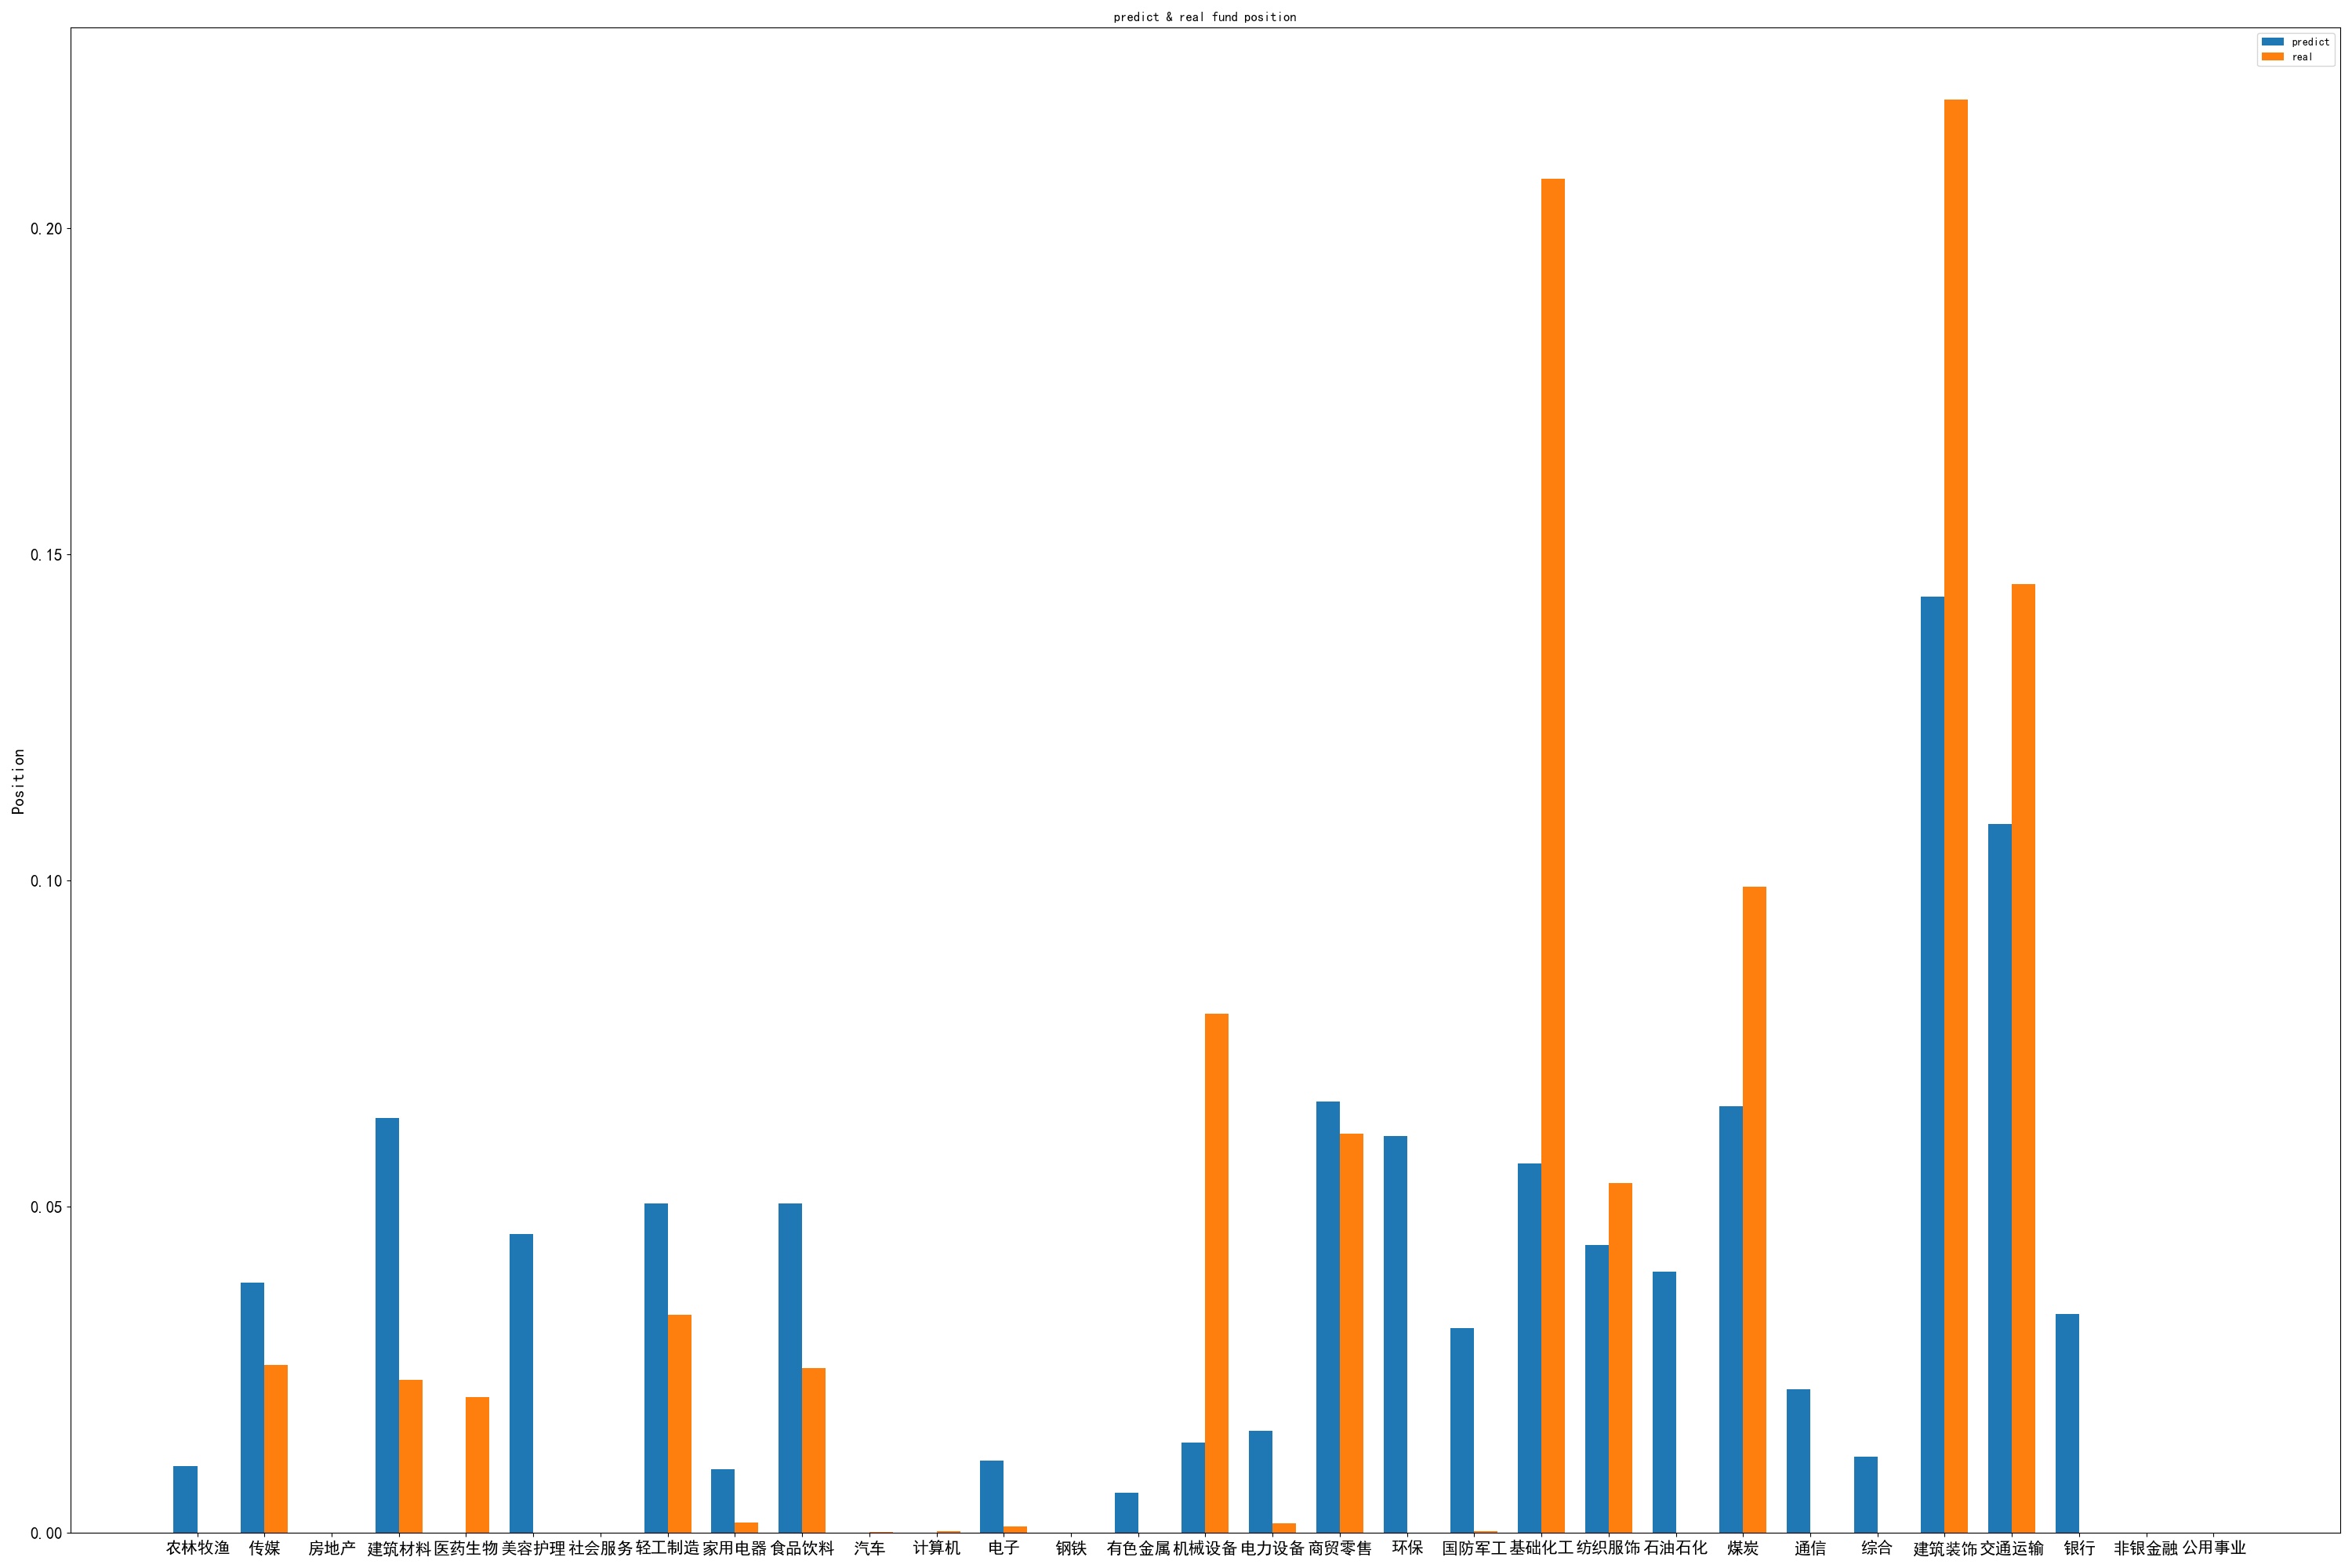 predict & real fund position
predict
real
Position
0.20
0.15
0.10
0.05
0.00
农林牧渔 传媒 房地产 建筑材料 医药生物 美容护理 社会服务 轻工制造 家用电器 食品饮料 汽车 计算机 电子 钢铁 有色金属 机械设备 电力设备 商贸零售 环保 国防军工 基础化工 纺织服饰 石油石化 煤炭 通信 综合 建筑装饰 交通运输 银行 非银金融 公用事业